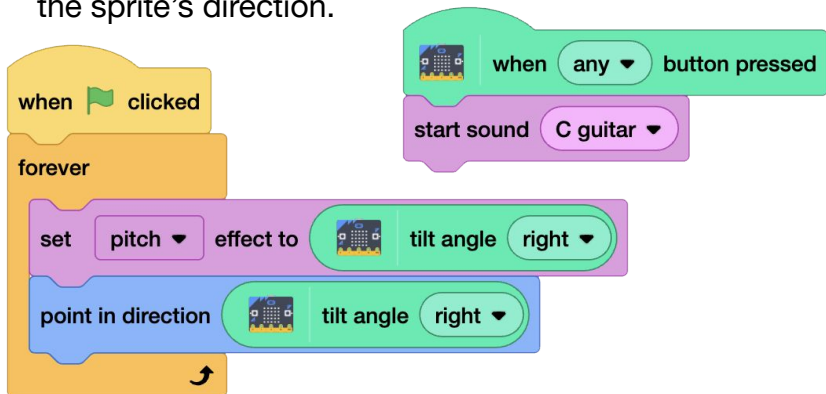 the sprite's direction.
when any button pressed
start sound C guitar
when clicked
forever
set pitch effect to tilt angle right
point in direction tilt angle right